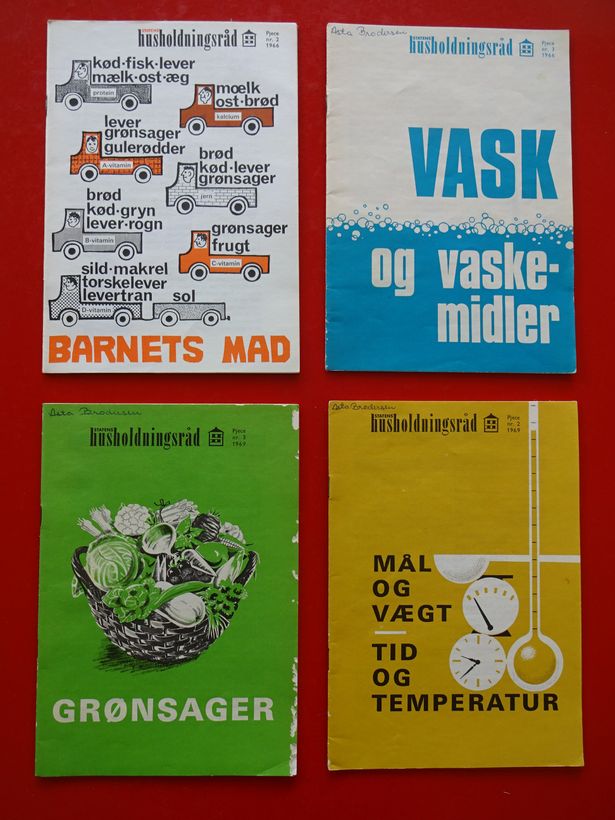 STATENS
husholdningsråd
Pjece
nr. 2
1966
kød·fisk·lever
mælk·ost·æg
protein
mœlk
ost·brød
kalcium
lever
grønsager
gulerødder
A-vitamin
brød
kød·lever
grønsager
jern
brød
kød·gryn
lever·rogn
B-vitamin
grønsager
frugt
C-vitamin
sild·makrel
torskelever
levertran
D-vitamin
sol
BARNETS MAD
Asta Brodersen
STATENS
husholdningsråd
Pjece
nr. 3
1966
VASK
og vaske-
midler
Asta Brodersen
STATENS
husholdningsråd
Pjece
nr. 3
1969
GRØNSAGER
Asta Brodersen
STATENS
husholdningsråd
Pjece
nr. 2
1969
MÅL
OG
VÆGT
TID
OG
TEMPERATUR